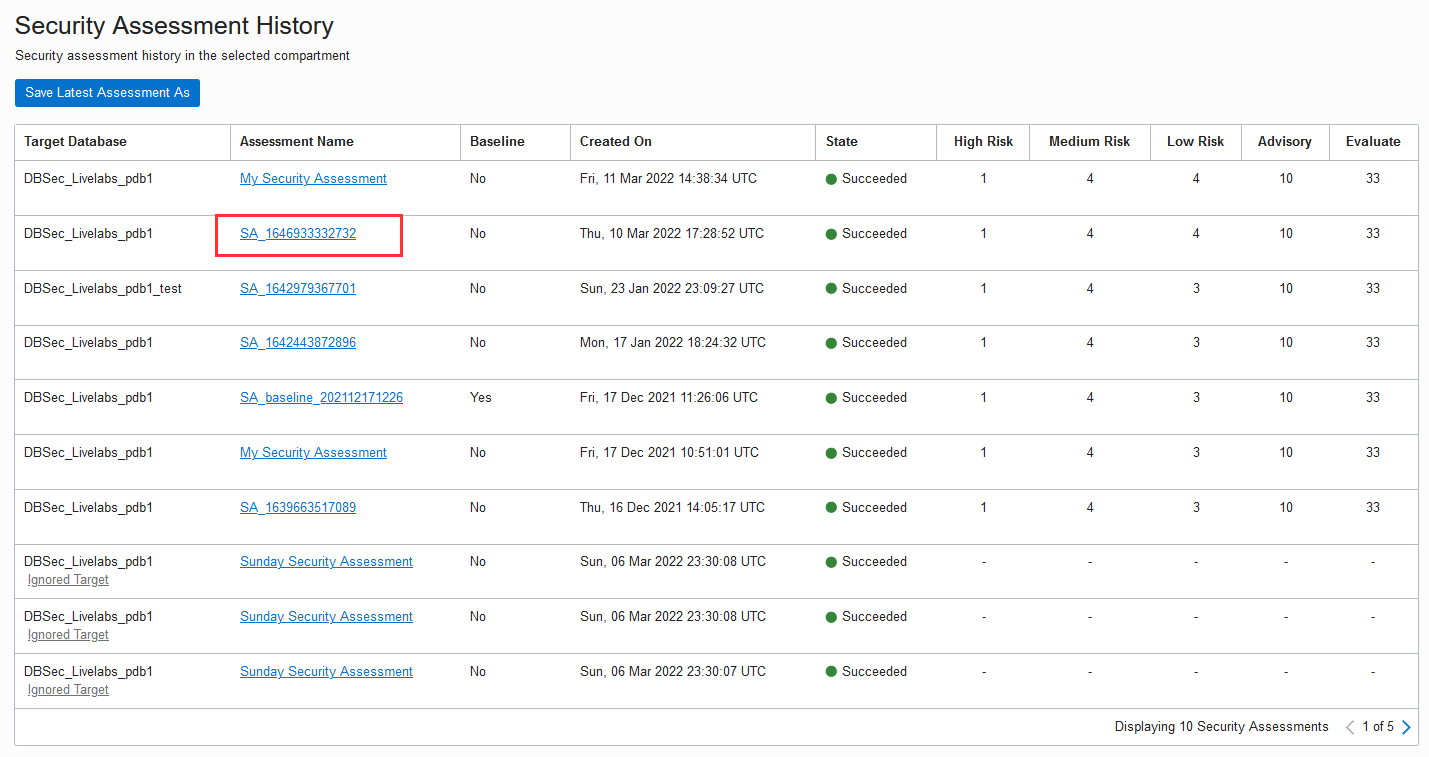 Security Assessment History
Security assessment history in the selected compartment
Save Latest Assessment As
Target Database Assessment Name Baseline Created On State High Risk Medium Risk Low Risk Advisory Evaluate
DBSec_Livelabs_pdb1 My Security Assessment No Fri, 11 Mar 2022 14:38:34 UTC Succeeded 1 4 4 10 33
DBSec_Livelabs_pdb1 SA_1646933332732 No Thu, 10 Mar 2022 17:28:52 UTC Succeeded 1 4 4 10 33
DBSec_Livelabs_pdb1_test SA_1642979367701 No Sun, 23 Jan 2022 23:09:27 UTC Succeeded 1 4 3 10 33
DBSec_Livelabs_pdb1 SA_1642443872896 No Mon, 17 Jan 2022 18:24:32 UTC Succeeded 1 4 3 10 33
DBSec_Livelabs_pdb1 SA_baseline_202112171226 Yes Fri, 17 Dec 2021 11:26:06 UTC Succeeded 1 4 3 10 33
DBSec_Livelabs_pdb1 My Security Assessment No Fri, 17 Dec 2021 10:51:01 UTC Succeeded 1 4 3 10 33
DBSec_Livelabs_pdb1 SA_1639663517089 No Thu, 16 Dec 2021 14:05:17 UTC Succeeded 1 4 3 10 33
DBSec_Livelabs_pdb1 Sunday Security Assessment No Sun, 06 Mar 2022 23:30:08 UTC Succeeded - - - - -
Ignored Target
DBSec_Livelabs_pdb1 Sunday Security Assessment No Sun, 06 Mar 2022 23:30:08 UTC Succeeded - - - - -
Ignored Target
DBSec_Livelabs_pdb1 Sunday Security Assessment No Sun, 06 Mar 2022 23:30:07 UTC Succeeded - - - - -
Ignored Target
Displaying 10 Security Assessments 1 of 5